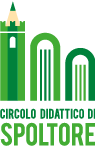 CIRCOLO DIDATTICO DI
SPOLTORE